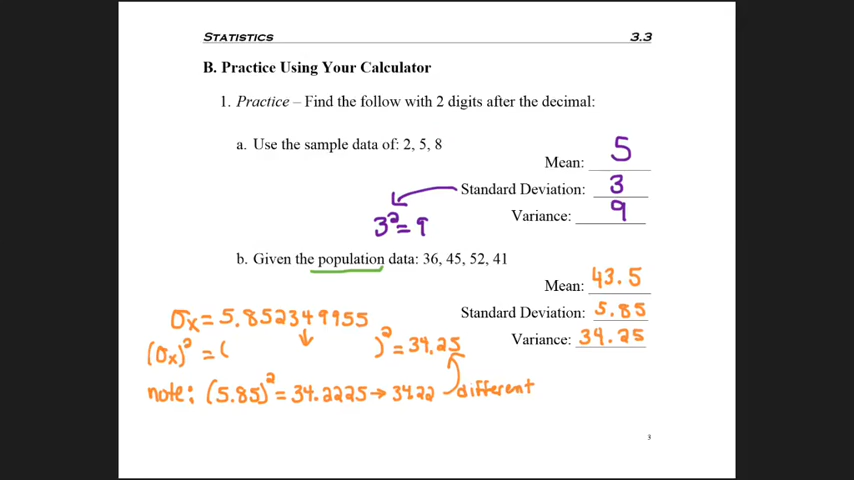 STATISTICS 3.3
B. Practice Using Your Calculator
1. Practice – Find the follow with 2 digits after the decimal:
a. Use the sample data of: 2, 5, 8
Mean: 5
Standard Deviation: 3
Variance: 9
3² = 9
b. Given the population data: 36, 45, 52, 41
Mean: 43.5
Standard Deviation: 5.85
Variance: 34.25
σx = 5.852349955
(σx)² = ( )² = 34.25
note: (5.85)² = 34.2225 → 34.22 different
3